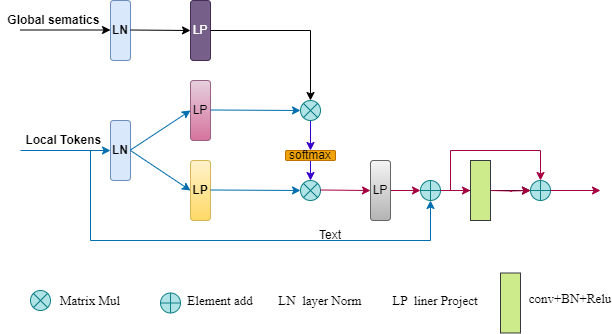 Global sematics
LN
LP
LP
Local Tokens
LN
softmax
LP
LP
Text
Matrix Mul
Element add
LN layer Norm
LP liner Project
conv+BN+Relu